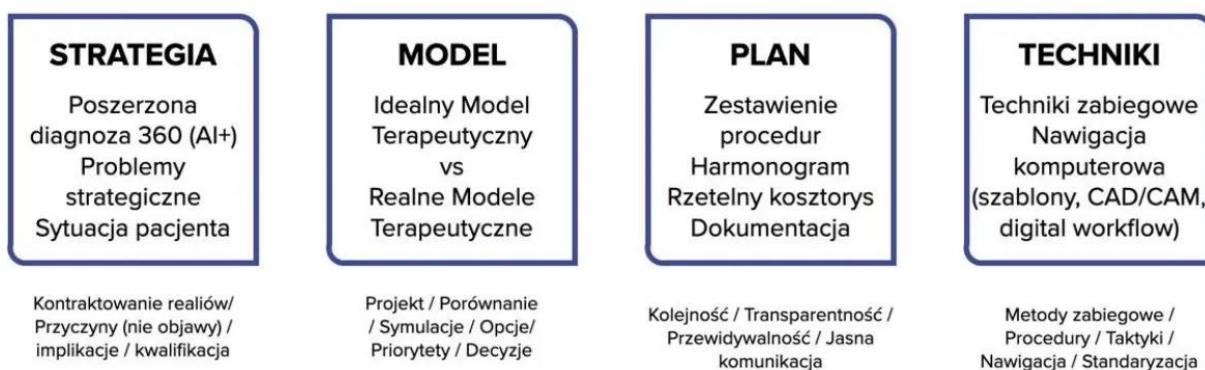 STRATEGIA
Poszerzona
diagnoza 360 (AI+)
Problemy
strategiczne
Sytuacja pacjenta
Kontraktowanie realiów/
Przyczyny (nie objawy) /
implikacje / kwalifikacja
MODEL
Idealny Model
Terapeutyczny
vs
Realne Modele
Terapeutyczne
Projekt / Porównanie
/ Symulacje / Opcje/
Priorytety / Decyzje
PLAN
Zestawienie
procedur
Harmonogram
Rzetelny kosztorys
Dokumentacja
Kolejność / Transparentność /
Przewidywalność / Jasna
komunikacja
TECHNIKI
Techniki zabiegowe
Nawigacja
komputerowa
(szablony, CAD/CAM,
digital workflow)
Metody zabiegowe /
Procedury / Taktyki /
Nawigacja / Standaryzacja